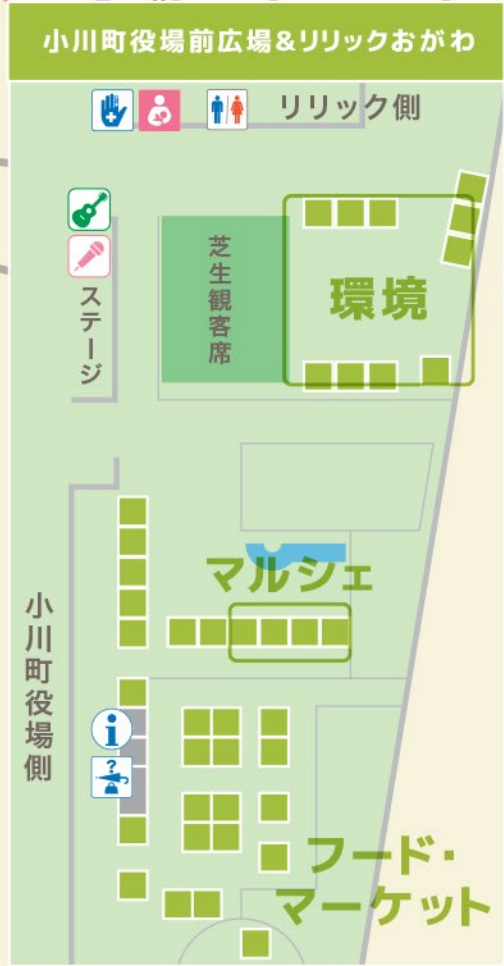 小川町役場前広場&リリックおがわ
リリック側
ステージ
芝生観客席
環境
マルシェ
小川町役場側
i
?
フード・
マーケット